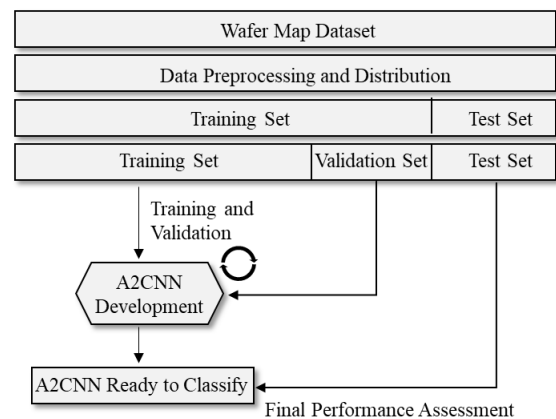 Wafer Map Dataset
Data Preprocessing and Distribution
Training Set Test Set
Training Set Validation Set Test Set
Training and
Validation
A2CNN
Development
A2CNN Ready to Classify
Final Performance Assessment